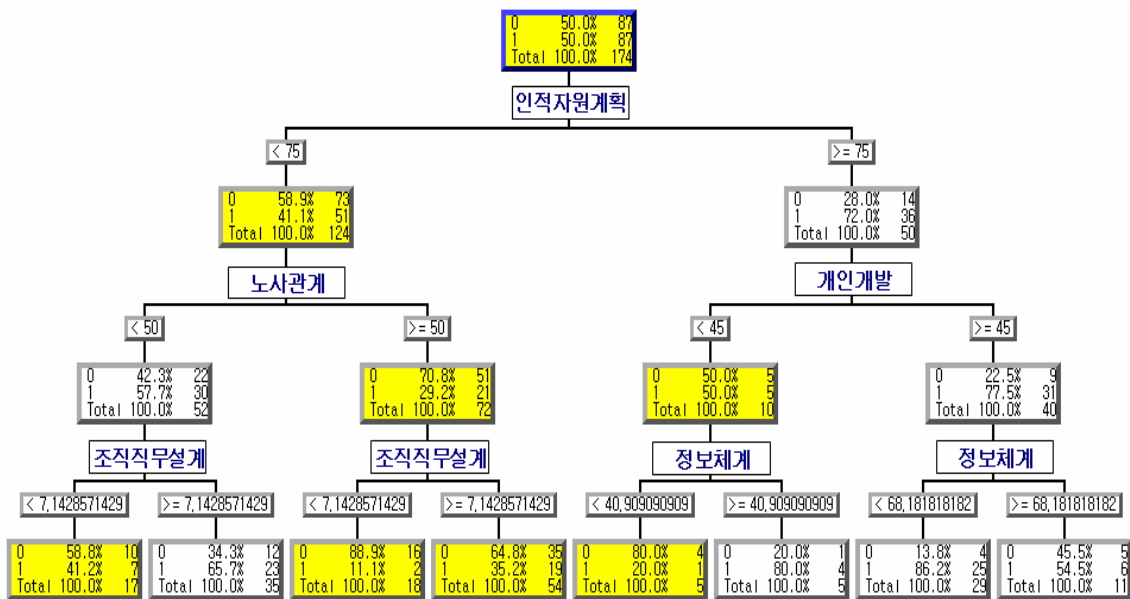 0 50.0% 87
1 50.0% 87
Total 100.0% 174
인적자원계획
< 75 >= 75
0 58.9% 73
1 41.1% 51
Total 100.0% 124
0 28.0% 14
1 72.0% 36
Total 100.0% 50
노사관계 개인개발
< 50 >= 50 < 45 >= 45
0 42.3% 22
1 57.7% 30
Total 100.0% 52
0 70.8% 51
1 29.2% 21
Total 100.0% 72
0 50.0% 5
1 50.0% 5
Total 100.0% 10
0 22.5% 9
1 77.5% 31
Total 100.0% 40
조직직무설계 조직직무설계 정보체계 정보체계
< 7,1428571429 >= 7,1428571429 < 7,1428571429 >= 7,1428571429 < 40,909090909 >= 40,909090909 < 68,181818182 >= 68,181818182
0 58.8% 10
1 41.2% 7
Total 100.0% 17
0 34.3% 12
1 65.7% 23
Total 100.0% 35
0 88.9% 16
1 11.1% 2
Total 100.0% 18
0 64.8% 35
1 35.2% 19
Total 100.0% 54
0 80.0% 4
1 20.0% 1
Total 100.0% 5
0 20.0% 1
1 80.0% 4
Total 100.0% 5
0 13.8% 4
1 86.2% 25
Total 100.0% 29
0 45.5% 5
1 54.5% 6
Total 100.0% 11